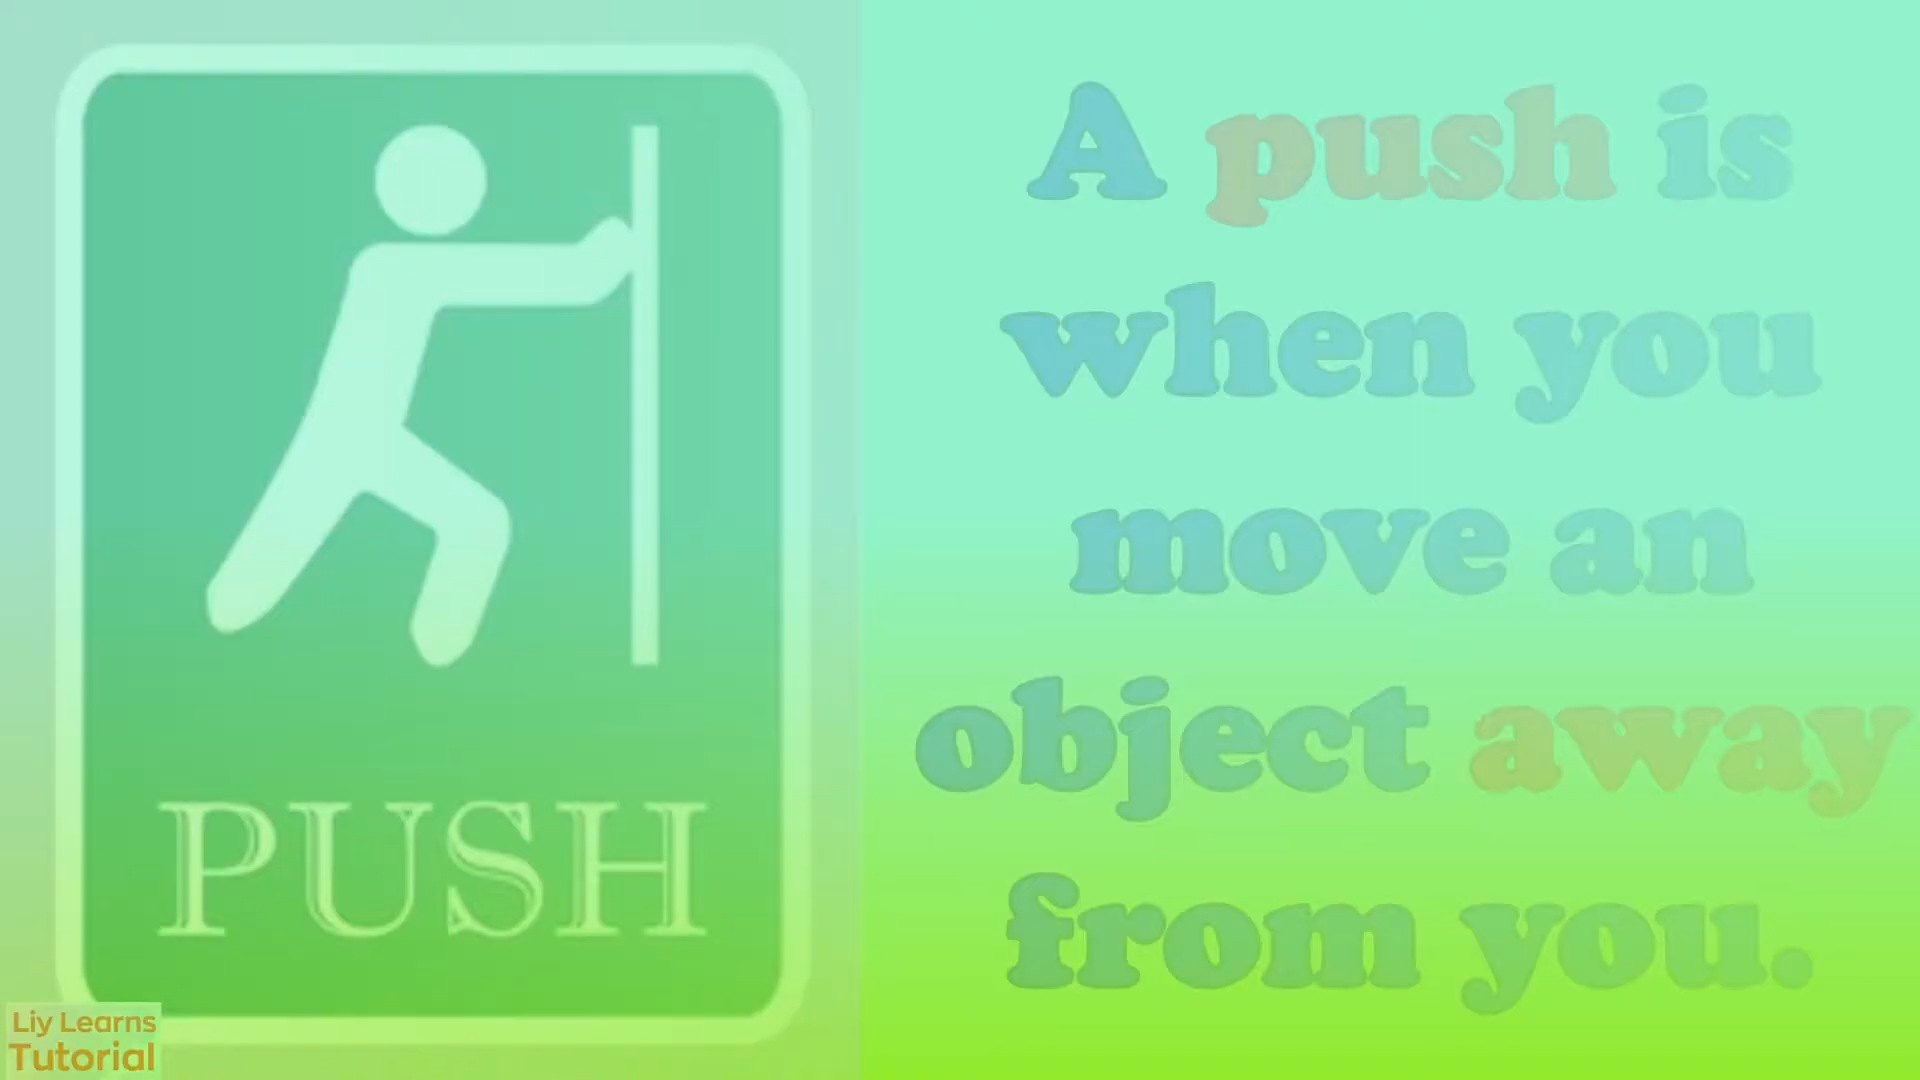 PUSH
A push is
when you
move an
object away
from you.
Liy Learns
Tutorial